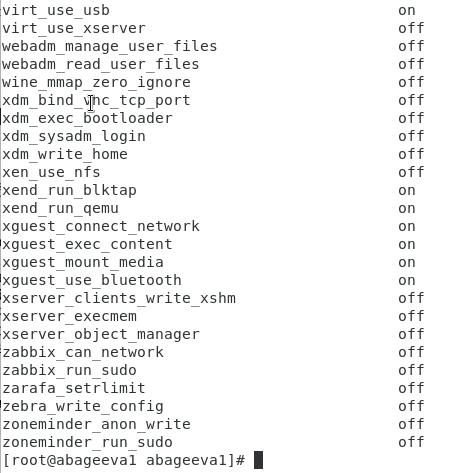 virt_use_usb on
virt_use_xserver off
webadm_manage_user_files off
webadm_read_user_files off
wine_mmap_zero_ignore off
xdm_bind_vnc_tcp_port off
xdm_exec_bootloader off
xdm_sysadm_login off
xdm_write_home off
xen_use_nfs off
xend_run_blktap on
xend_run_qemu on
xguest_connect_network on
xguest_exec_content on
xguest_mount_media on
xguest_use_bluetooth on
xserver_clients_write_xshm off
xserver_execmem off
xserver_object_manager off
zabbix_can_network off
zabbix_run_sudo off
zarafa_setrlimit off
zebra_write_config off
zoneminder_anon_write off
zoneminder_run_sudo off
[root@abageeva1 abageeva1]#